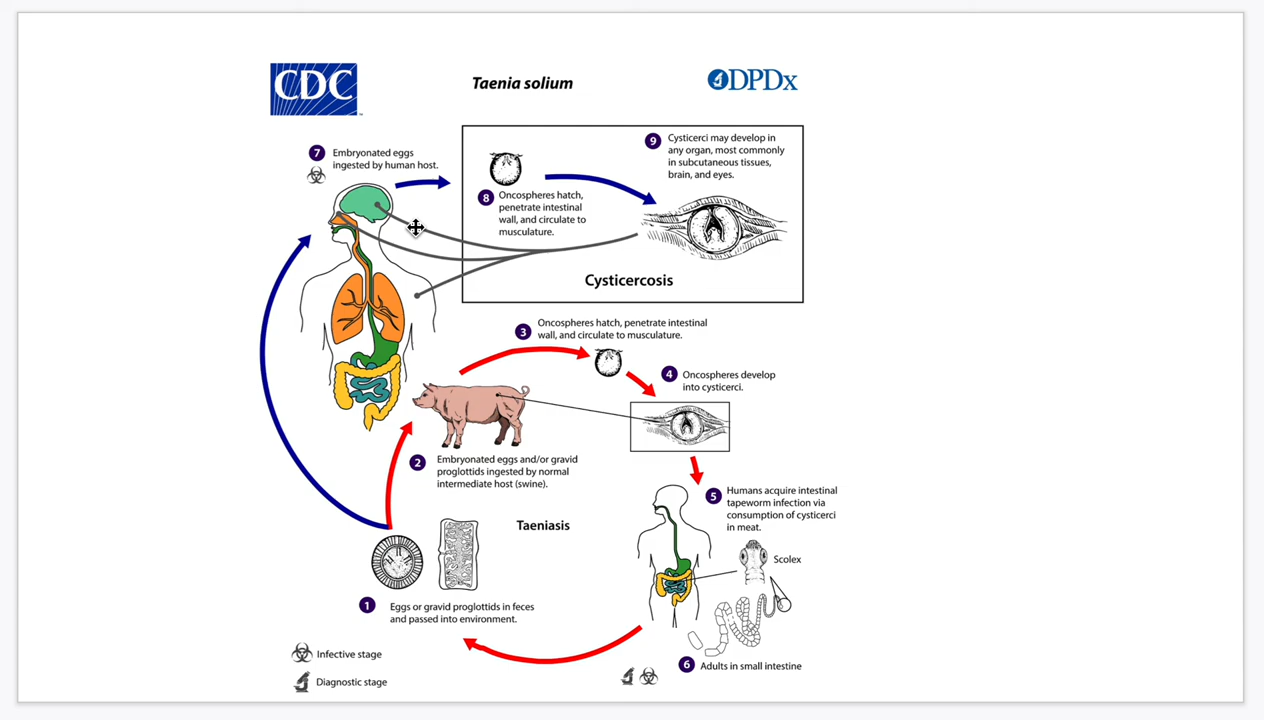 CDC
Taenia solium
DPDx
7
Embryonated eggs
ingested by human host.
8
Oncospheres hatch,
penetrate intestinal
wall, and circulate to
musculature.
9
Cysticerci may develop in
any organ, most commonly
in subcutaneous tissues,
brain, and eyes.
Cysticercosis
3
Oncospheres hatch, penetrate intestinal
wall, and circulate to musculature.
4
Oncospheres develop
into cysticerci.
2
Embryonated eggs and/or gravid
proglottids ingested by normal
intermediate host (swine).
5
Humans acquire intestinal
tapeworm infection via
consumption of cysticerci
in meat.
Taeniasis
Scolex
1
Eggs or gravid proglottids in feces
and passed into environment.
6
Adults in small intestine
Infective stage
Diagnostic stage